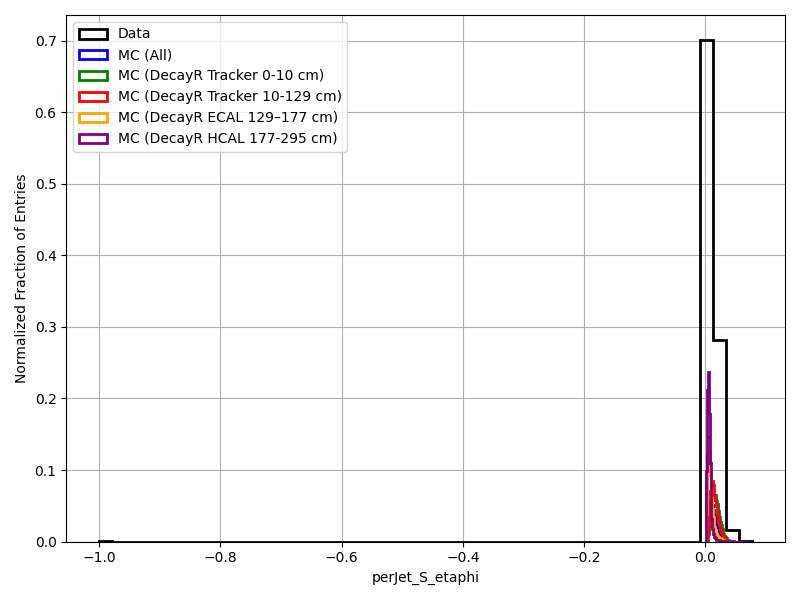 Data
MC (All)
MC (DecayR Tracker 0-10 cm)
MC (DecayR Tracker 10-129 cm)
MC (DecayR ECAL 129–177 cm)
MC (DecayR HCAL 177-295 cm)
Normalized Fraction of Entries
0.7
0.6
0.5
0.4
0.3
0.2
0.1
0.0
−1.0 −0.8 −0.6 −0.4 −0.2 0.0
perJet_S_etaphi